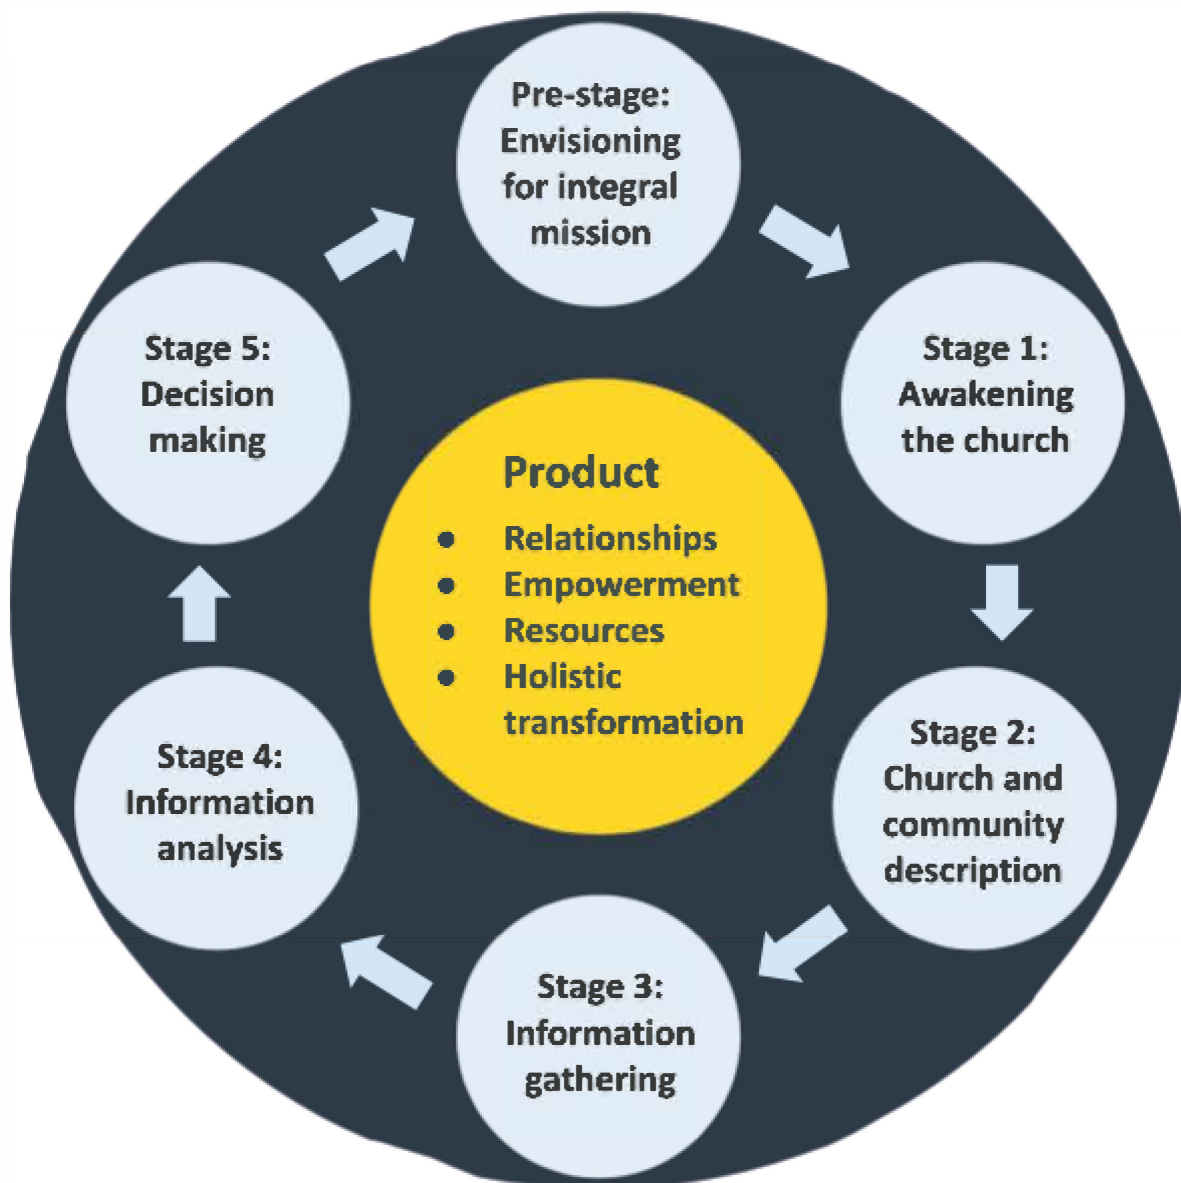 Pre-stage:
Envisioning
for integral
mission
Stage 1:
Awakening
the church
Stage 2:
Church and
community
description
Stage 3:
Information
gathering
Stage 4:
Information
analysis
Stage 5:
Decision
making
Product
• Relationships
• Empowerment
• Resources
• Holistic
transformation